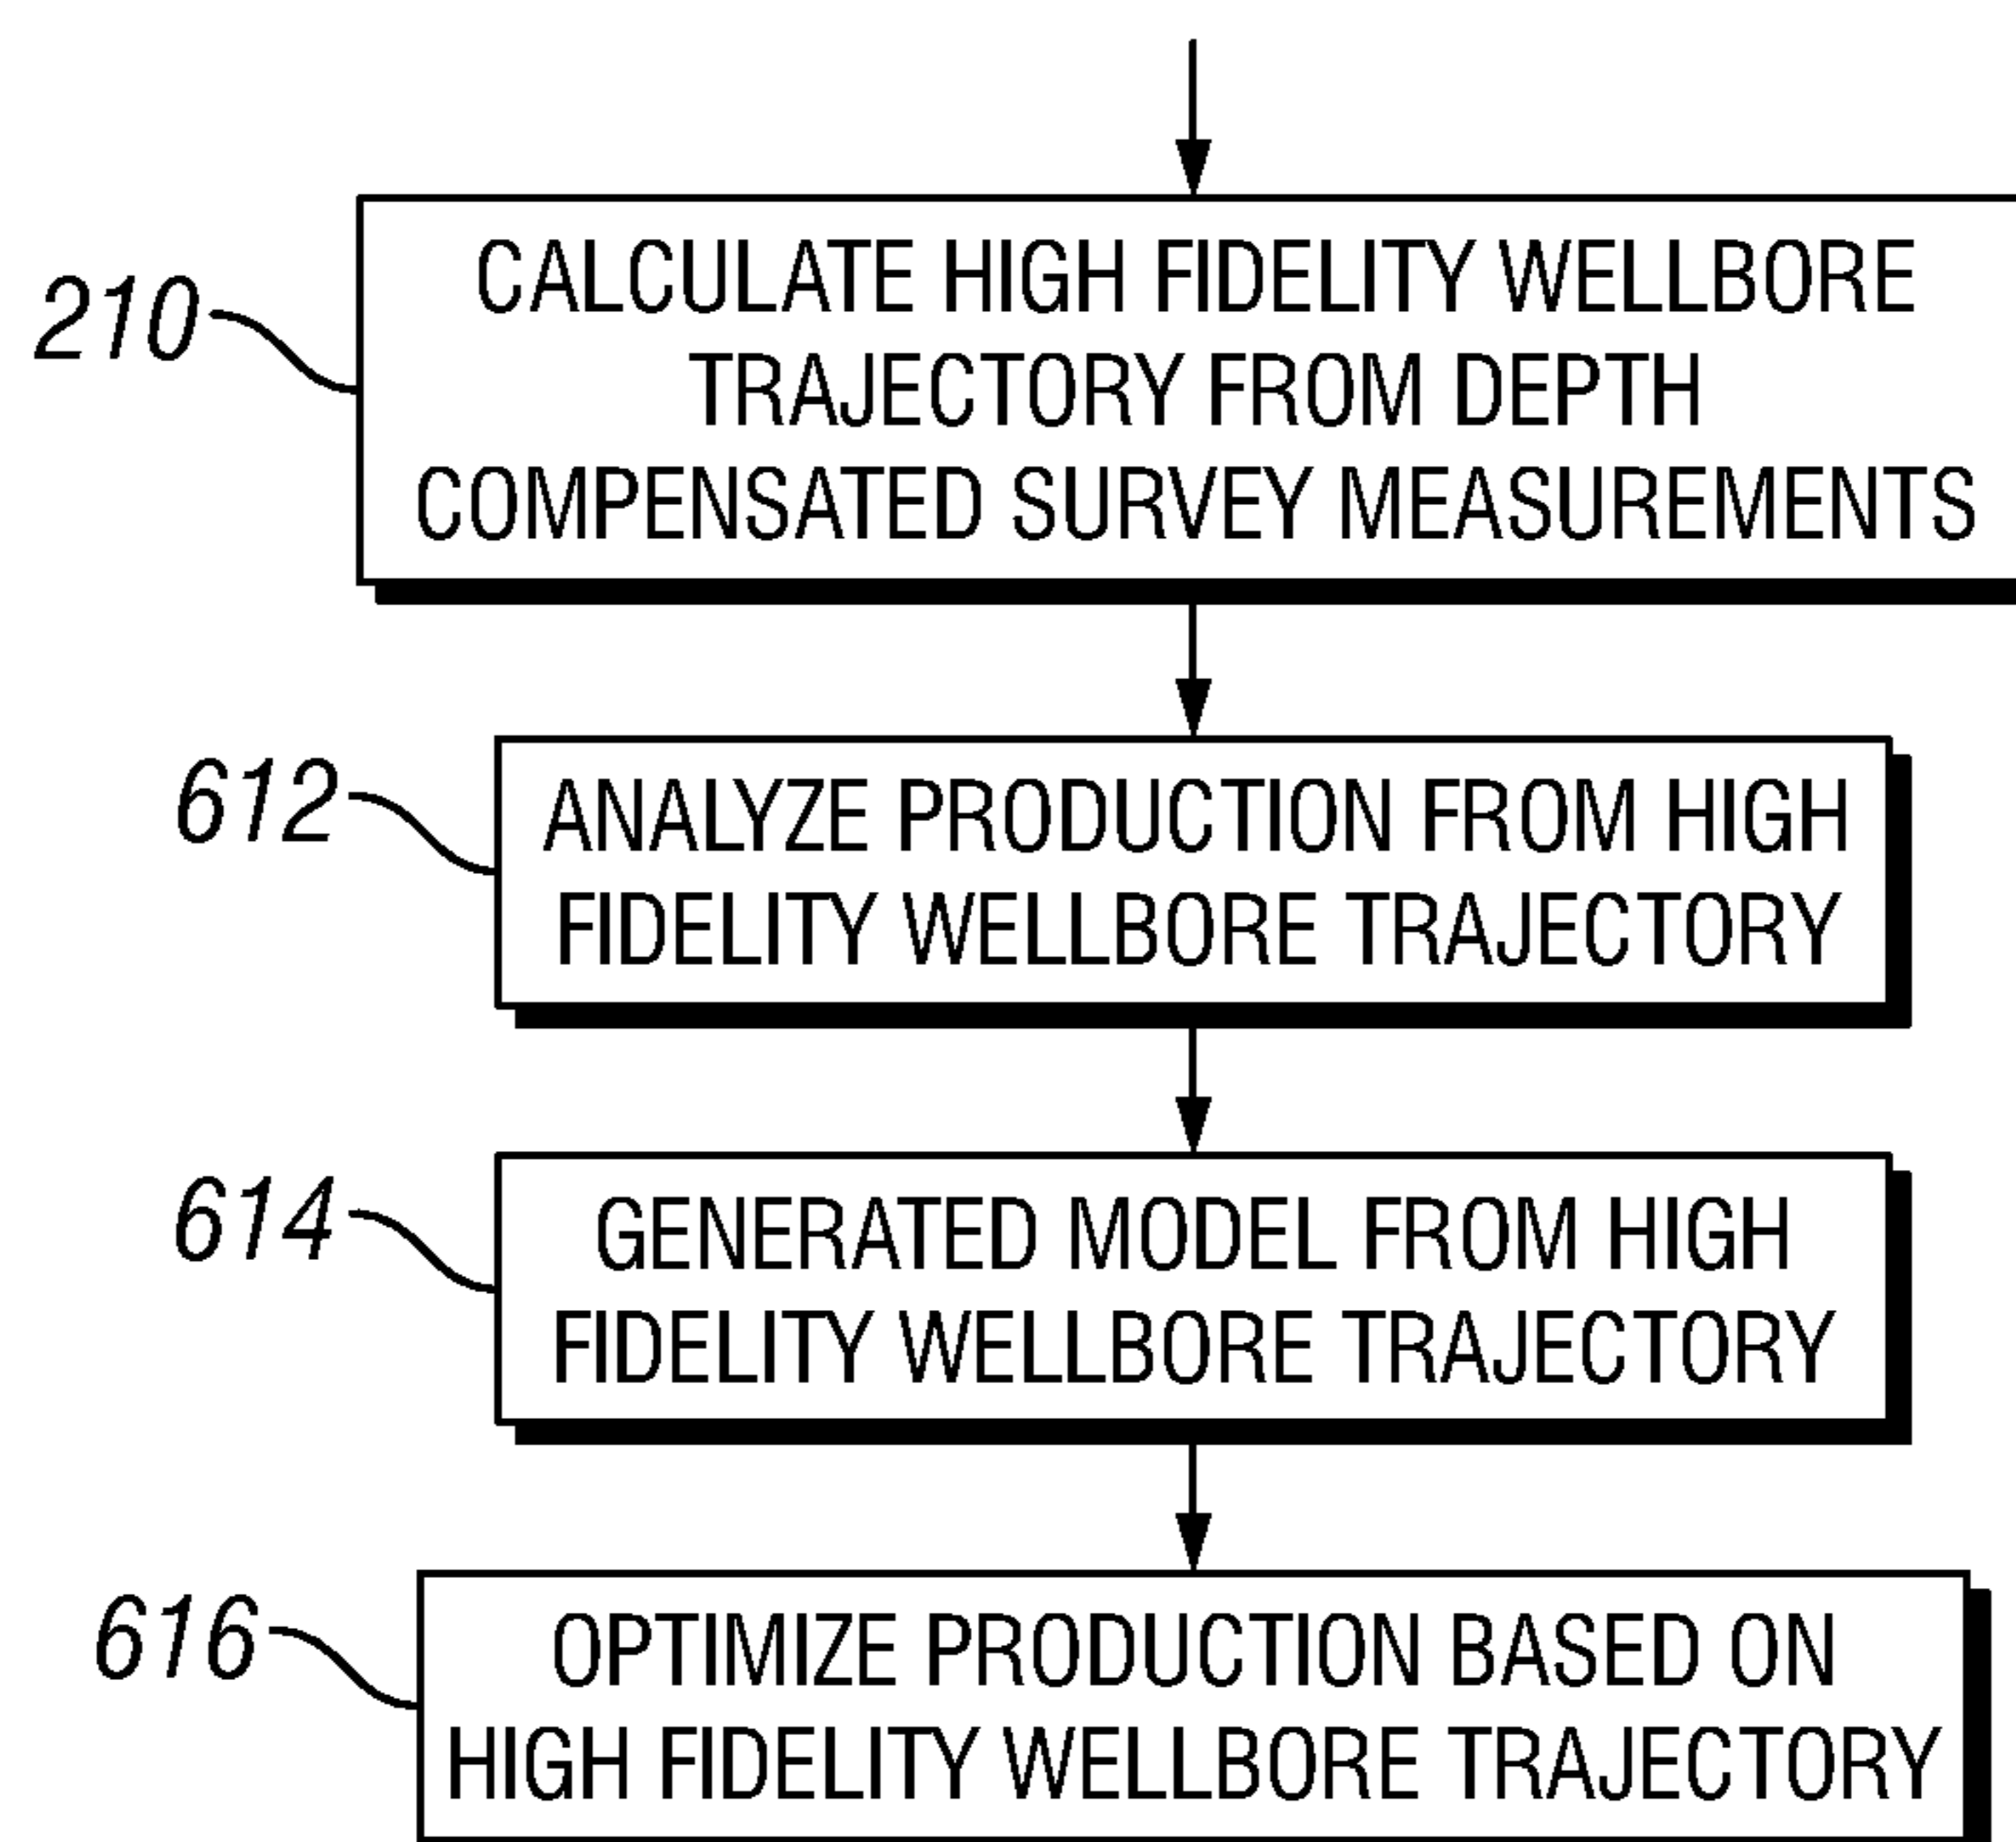 210
CALCULATE HIGH FIDELITY WELLBORE
TRAJECTORY FROM DEPTH
COMPENSATED SURVEY MEASUREMENTS
612
ANALYZE PRODUCTION FROM HIGH
FIDELITY WELLBORE TRAJECTORY
614
GENERATED MODEL FROM HIGH
FIDELITY WELLBORE TRAJECTORY
616
OPTIMIZE PRODUCTION BASED ON
HIGH FIDELITY WELLBORE TRAJECTORY